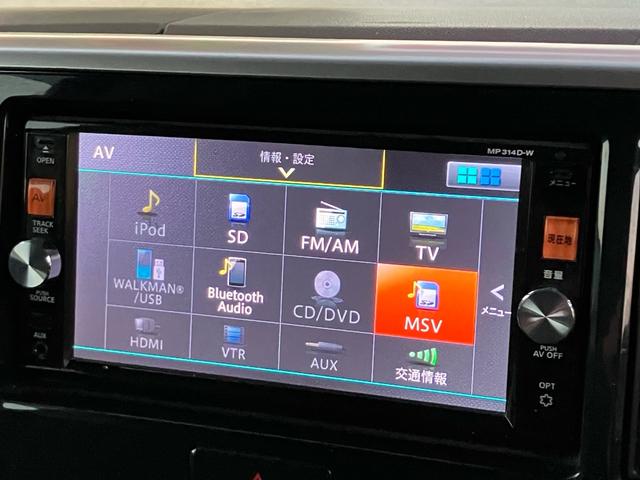 OPEN
AV
TRACK
SEEK
PUSH
SOURCE
AUX
AV
情報・設定
MP314D-W
メニュー
iPod
SD
FM/AM
TV
WALKMAN®
/USB
Bluetooth
Audio
CD/DVD
MSV
HDMI
VTR
AUX
交通情報
<
メニュー
現在地
音量
PUSH
AV OFF
OPT